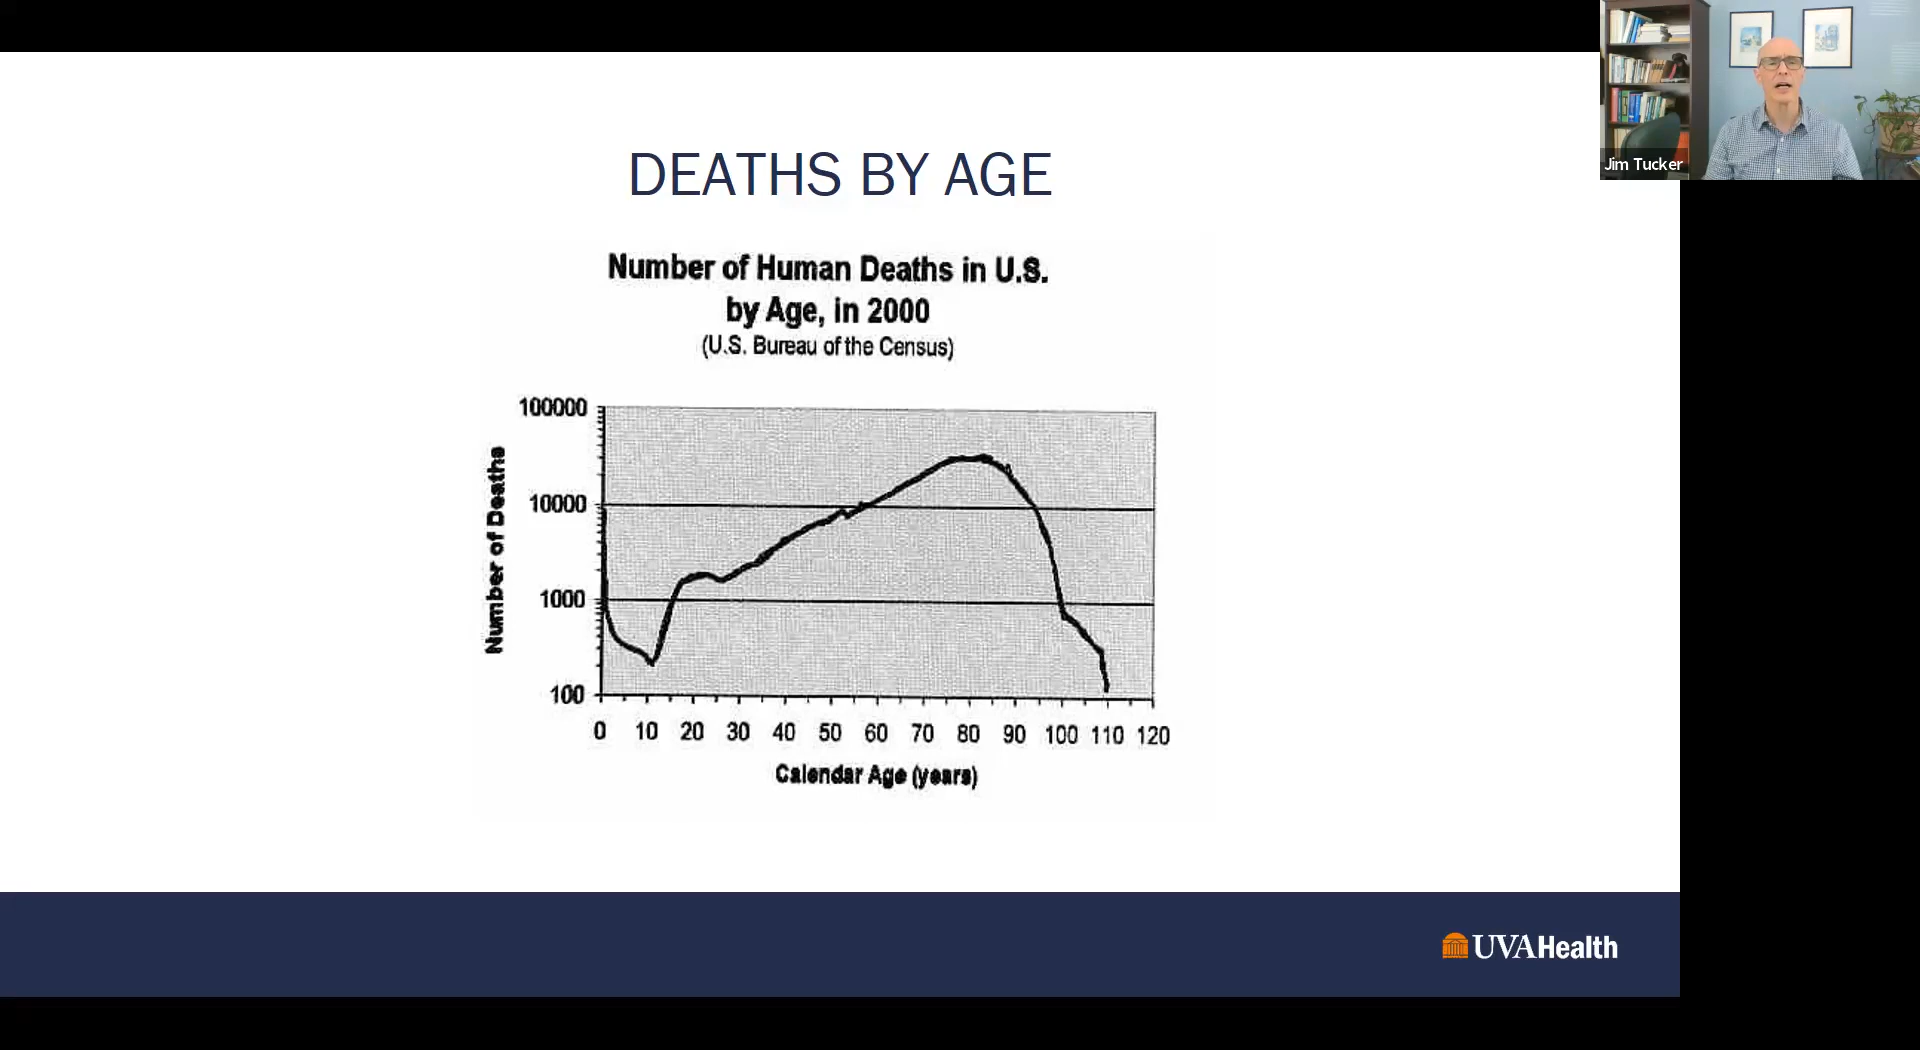 DEATHS BY AGE
Number of Human Deaths in U.S.
by Age, in 2000
(U.S. Bureau of the Census)
100000
10000
1000
100
Number of Deaths
0 10 20 30 40 50 60 70 80 90 100 110 120
Calendar Age (years)
Jim Tucker
UVAHealth